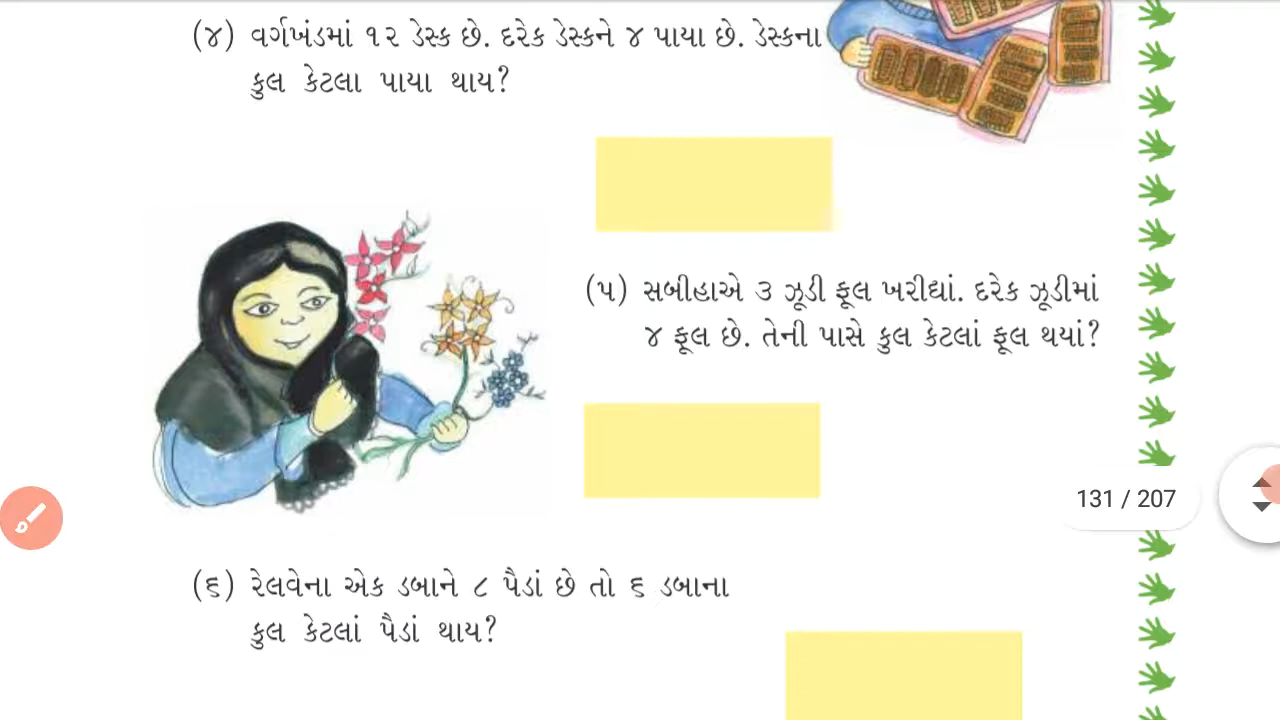 (૪) વર્ગખંડમાં ૧૨ ડેસ્ક છે. દરેક ડેસ્કને ૪ પાયા છે. ડેસ્કના
કુલ કેટલા પાયા થાય?
(૫) સબીહાએ ૩ ઝૂડી ફૂલ ખરીદ્યાં. દરેક ઝૂડીમાં
૪ ફૂલ છે. તેની પાસે કુલ કેટલાં ફૂલ થયાં?
131 / 207
(૬) રેલવેના એક ડબાને ૮ પૈડાં છે તો ૬ ડબાના
કુલ કેટલાં પૈડાં થાય?